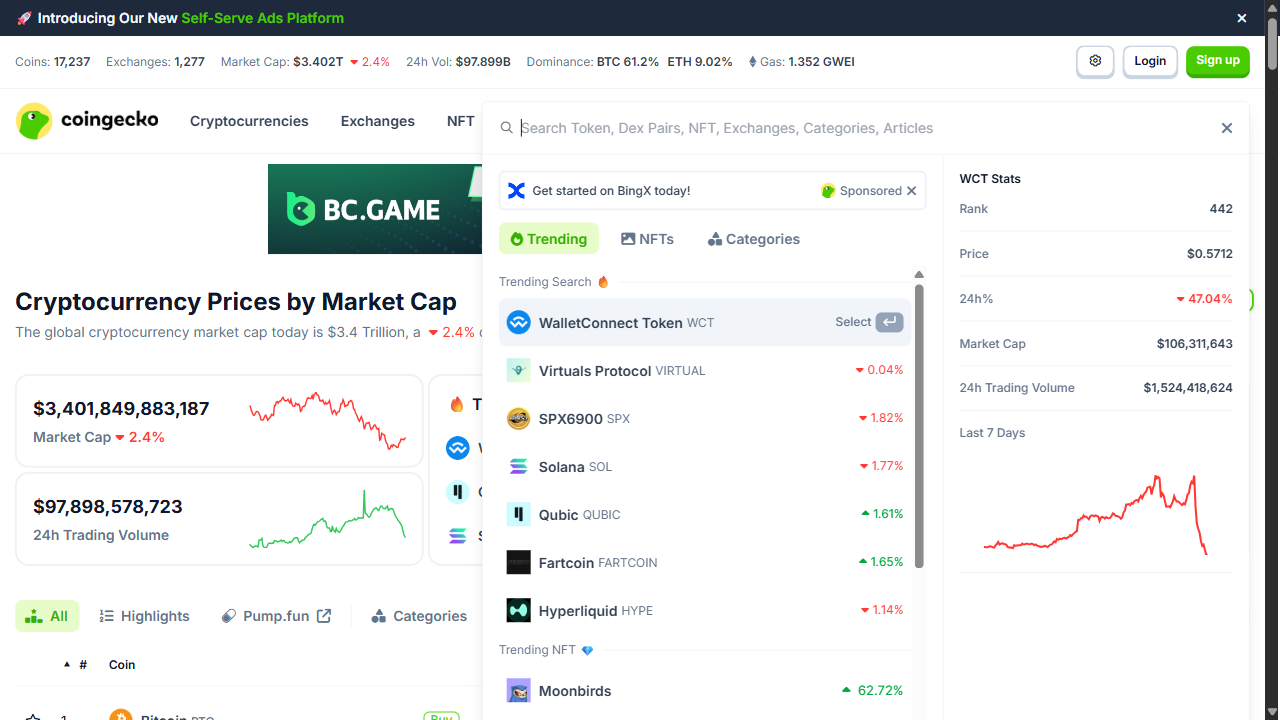 🚀 Introducing Our New Self-Serve Ads Platform
Coins: 17,237 Exchanges: 1,277 Market Cap: $3.402T 2.4% 24h Vol: $97.899B Dominance: BTC 61.2% ETH 9.02% Gas: 1.352 GWEI
Login
Sign up
coingecko
Cryptocurrencies
Exchanges
NFT
Search Token, Dex Pairs, NFT, Exchanges, Categories, Articles
BC.GAME
Get started on BingX today!
Sponsored
Trending
NFTs
Categories
Trending Search 🔥
WalletConnect Token WCT
Select
Virtuals Protocol VIRTUAL 0.04%
SPX6900 SPX 1.82%
Solana SOL 1.77%
Qubic QUBIC 1.61%
Fartcoin FARTCOIN 1.65%
Hyperliquid HYPE 1.14%
Trending NFT 💎
Moonbirds 62.72%
WCT Stats
Rank 442
Price $0.5712
24h% 47.04%
Market Cap $106,311,643
24h Trading Volume $1,524,418,624
Last 7 Days
Cryptocurrency Prices by Market Cap
The global cryptocurrency market cap today is $3.4 Trillion, a 2.4%
$3,401,849,883,187
Market Cap 2.4%
$97,898,578,723
24h Trading Volume
All
Highlights
Pump.fun
Categories
# Coin
1 Bitcoin BTC Buy